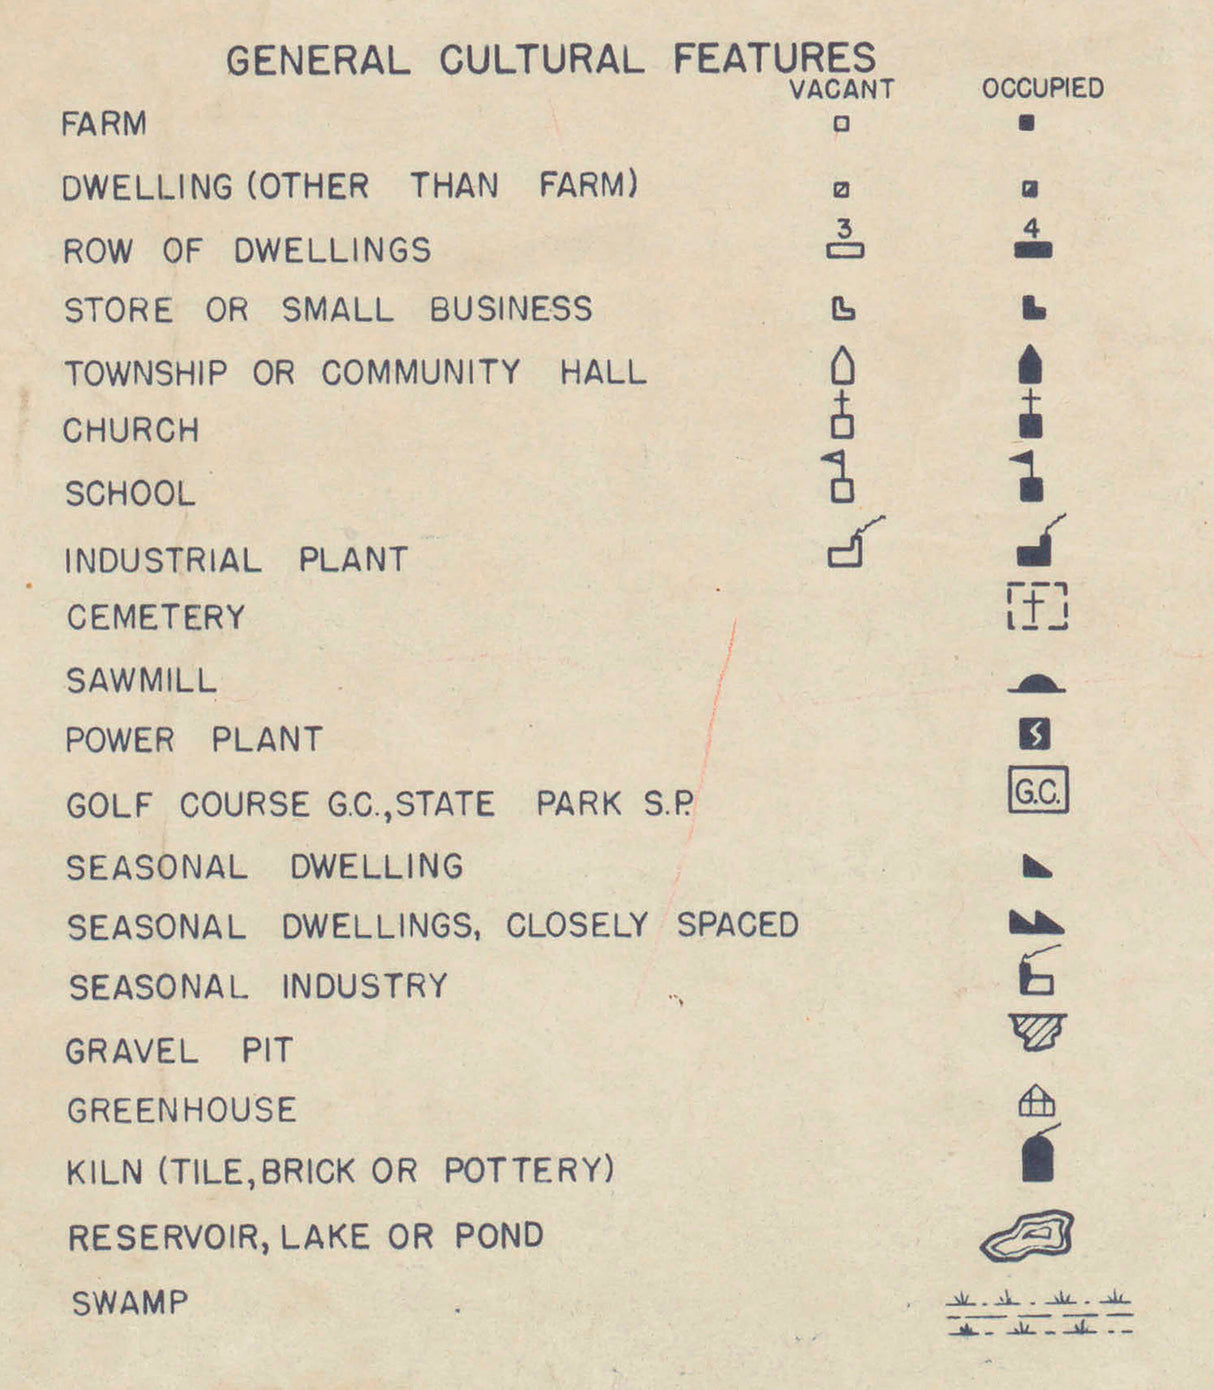 GENERAL CULTURAL FEATURES
VACANT OCCUPIED
FARM
DWELLING (OTHER THAN FARM)
3 4
ROW OF DWELLINGS
STORE OR SMALL BUSINESS
TOWNSHIP OR COMMUNITY HALL
CHURCH
SCHOOL
INDUSTRIAL PLANT
CEMETERY
SAWMILL
POWER PLANT
GOLF COURSE G.C., STATE PARK S.P. G.C.
SEASONAL DWELLING
SEASONAL DWELLINGS, CLOSELY SPACED
SEASONAL INDUSTRY
GRAVEL PIT
GREENHOUSE
KILN (TILE, BRICK OR POTTERY)
RESERVOIR, LAKE OR POND
SWAMP